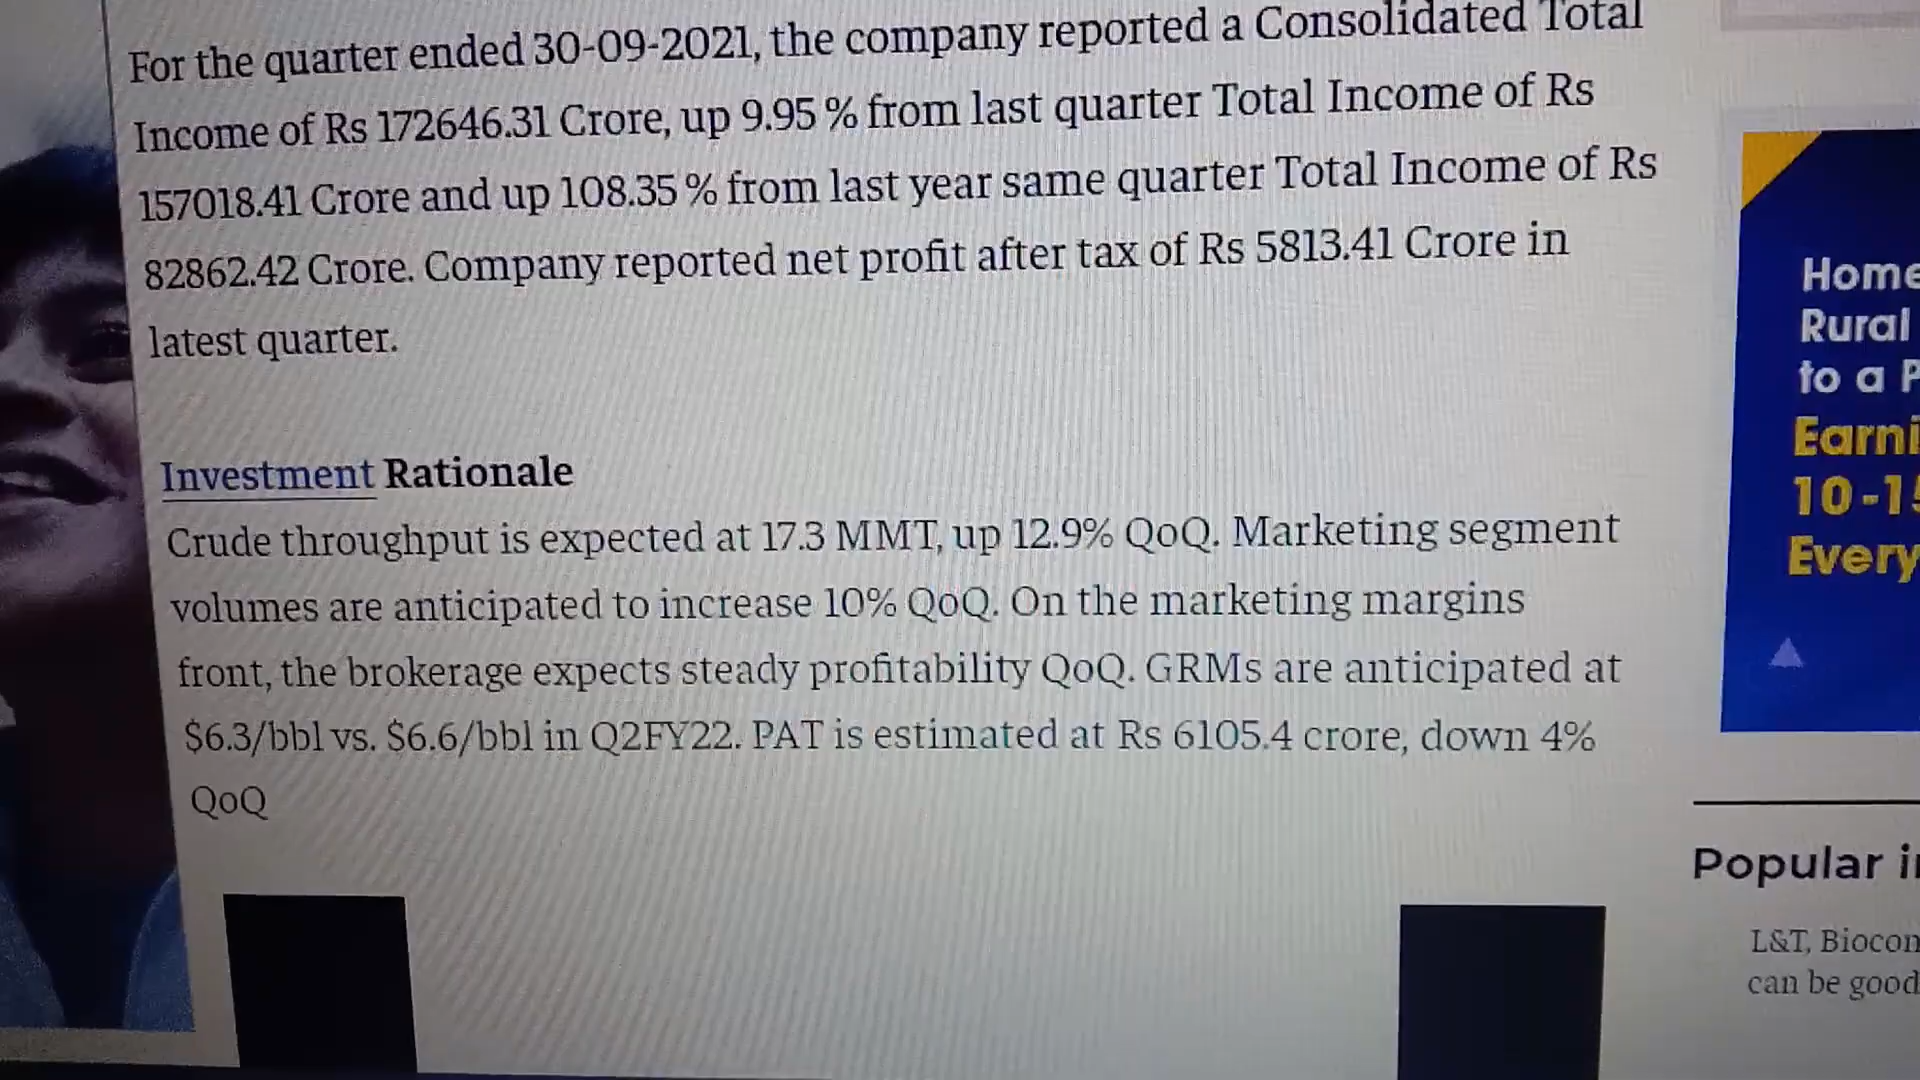 For the quarter ended 30-09-2021, the company reported a Consolidated Total
Income of Rs 172646.31 Crore, up 9.95 % from last quarter Total Income of Rs
157018.41 Crore and up 108.35 % from last year same quarter Total Income of Rs
82862.42 Crore. Company reported net profit after tax of Rs 5813.41 Crore in
latest quarter.
Investment Rationale
Crude throughput is expected at 17.3 MMT, up 12.9% QoQ. Marketing segment
volumes are anticipated to increase 10% QoQ. On the marketing margins
front, the brokerage expects steady profitability QoQ. GRMs are anticipated at
$6.3/bbl vs. $6.6/bbl in Q2FY22. PAT is estimated at Rs 6105.4 crore, down 4%
QoQ
Home
Rural
to a
Every
Popular
L&T, Biocon
can be good